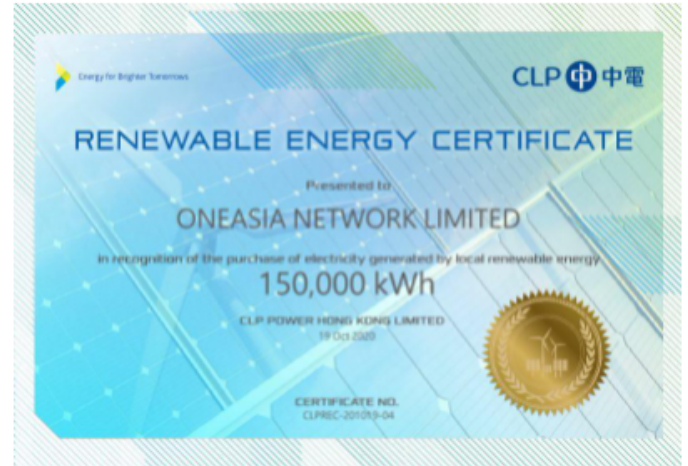 Energy for Brighter Tomorrows
CLP 中電
RENEWABLE ENERGY CERTIFICATE
Presented to
ONEASIA NETWORK LIMITED
in recognition of the purchase of electricity generated by local renewable energy
150,000 kWh
CLP POWER HONG KONG LIMITED
19 Oct 2020
CERTIFICATE NO.
CLPREC-201019-04